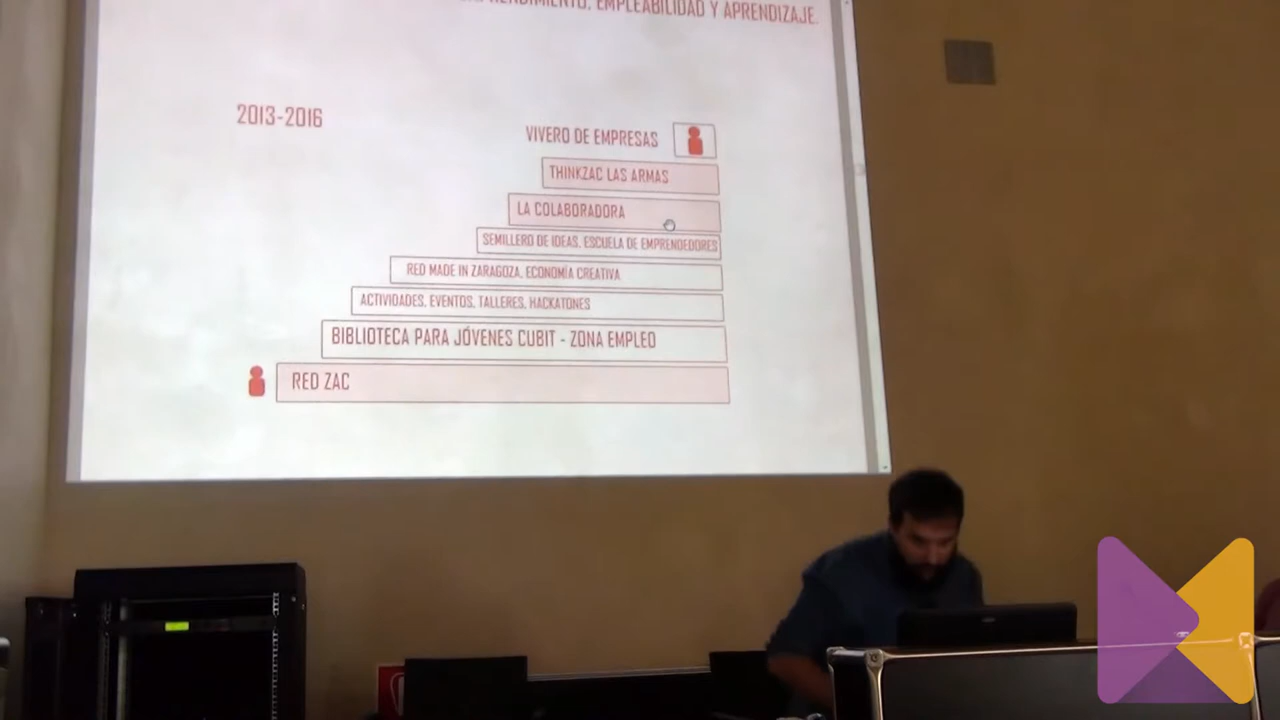 EMPLEABILIDAD Y APRENDIZAJE.
2013-2016
VIVERO DE EMPRESAS
THINKZAC LAS ARMAS
LA COLABORADORA
SEMILLERO DE IDEAS. ESCUELA DE EMPRENDEDORES
RED MADE IN ZARAGOZA. ECONOMÍA CREATIVA
ACTIVIDADES. EVENTOS. TALLERES. HACKATONES
BIBLIOTECA PARA JÓVENES CUBIT - ZONA EMPLEO
RED ZAC